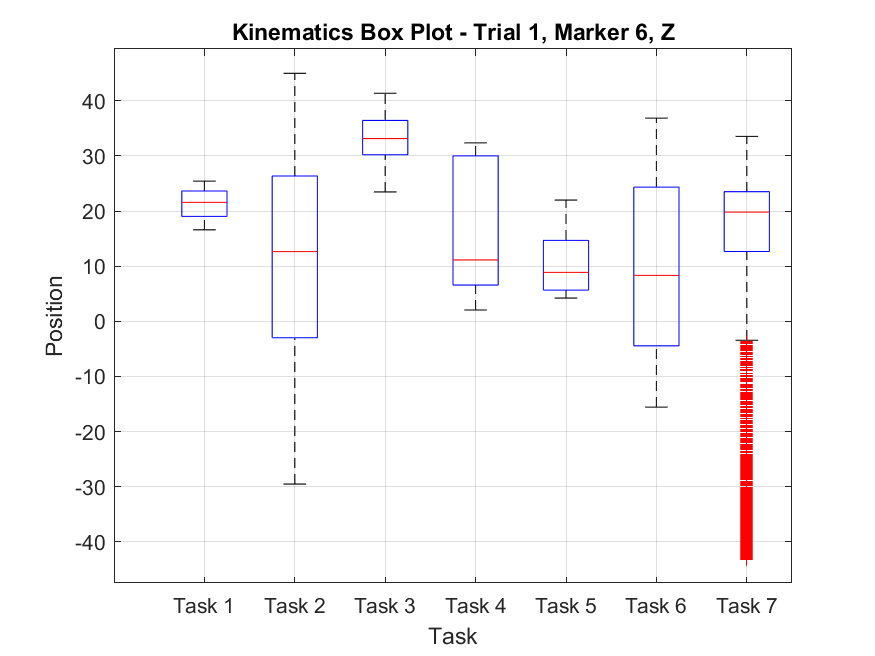 Kinematics Box Plot - Trial 1, Marker 6, Z
Position
40
30
20
10
0
-10
-20
-30
-40
Task 1 Task 2 Task 3 Task 4 Task 5 Task 6 Task 7
Task